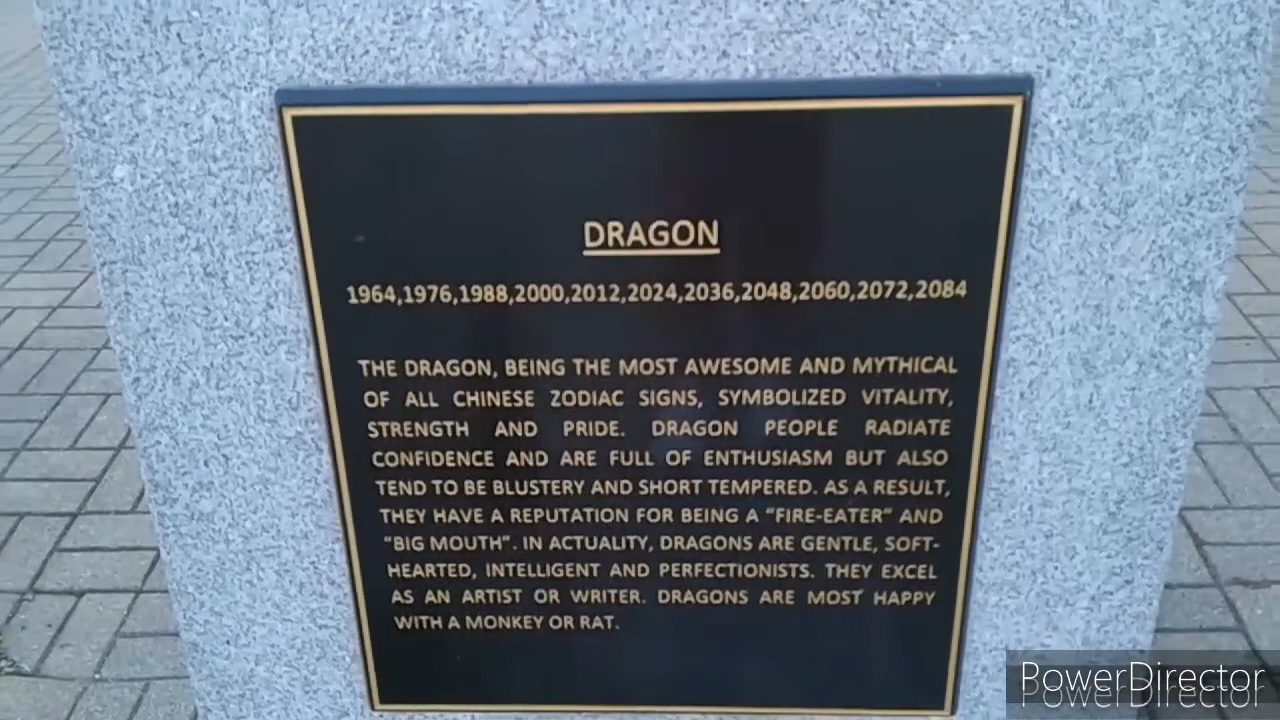 DRAGON
1964,1976,1988,2000,2012,2024,2036,2048,2060,2072,2084
THE DRAGON, BEING THE MOST AWESOME AND MYTHICAL
OF ALL CHINESE ZODIAC SIGNS, SYMBOLIZED VITALITY,
STRENGTH AND PRIDE. DRAGON PEOPLE RADIATE
CONFIDENCE AND ARE FULL OF ENTHUSIASM BUT ALSO
TEND TO BE BLUSTERY AND SHORT TEMPERED. AS A RESULT,
THEY HAVE A REPUTATION FOR BEING A "FIRE-EATER" AND
"BIG MOUTH". IN ACTUALITY, DRAGONS ARE GENTLE, SOFT-
HEARTED, INTELLIGENT AND PERFECTIONISTS. THEY EXCEL
AS AN ARTIST OR WRITER. DRAGONS ARE MOST HAPPY
WITH A MONKEY OR RAT.
PowerDirector